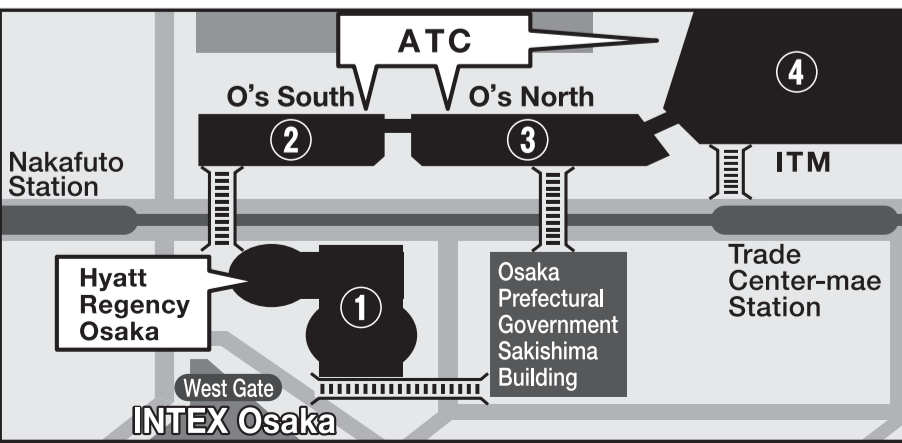 ATC
④
O's South
O's North
②
③
Nakafuto
Station
ITM
Hyatt
Regency
Osaka
①
Osaka
Prefectural
Government
Sakishima
Building
Trade
Center-mae
Station
West Gate
INTEX Osaka